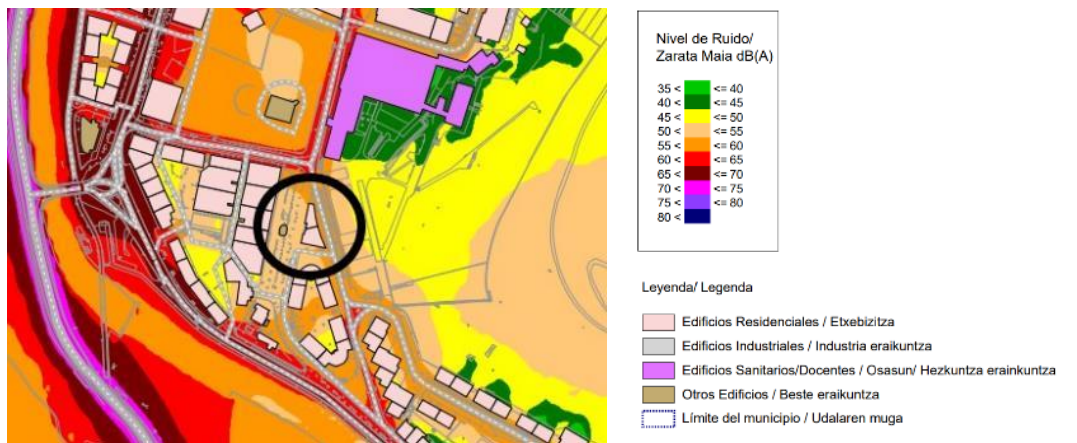 Nivel de Ruido/
Zarata Maia dB(A)
35 < <= 40
40 < <= 45
45 < <= 50
50 < <= 55
55 < <= 60
60 < <= 65
65 < <= 70
70 < <= 75
75 < <= 80
80 <
Leyenda/ Legenda
Edificios Residenciales / Etxebizitza
Edificios Industriales / Industria eraikuntza
Edificios Sanitarios/Docentes / Osasun/ Hezkuntza erainkuntza
Otros Edificios / Beste eraikuntza
Límite del municipio / Udalaren muga